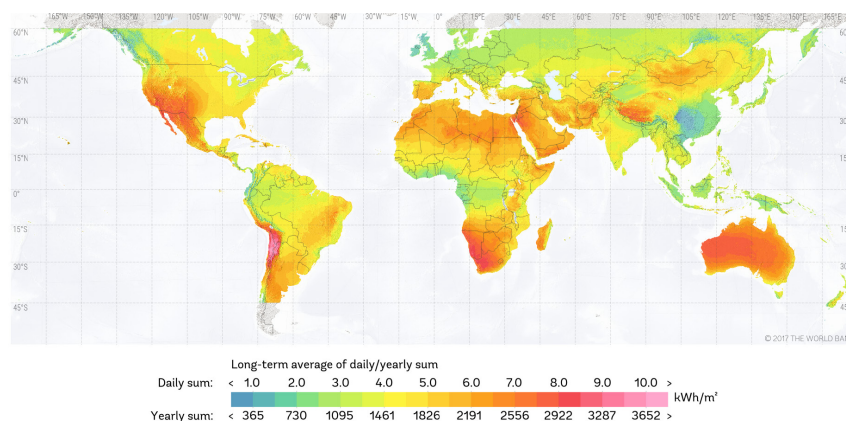 165°W 135°W 120°W 105°W 90°W 75°W 60°W 45°W 30°W 15°W 0° 15°E 30°E 45°E 60°E 75°E 90°E 105°E 120°E 135°E 150°E 165°E
60°N
45°N
30°N
15°N
0°
15°S
30°S
45°S
© 2017 THE WORLD BAN
Long-term average of daily/yearly sum
Daily sum: < 1.0 2.0 3.0 4.0 5.0 6.0 7.0 8.0 9.0 10.0 >
kWh/m²
Yearly sum: < 365 730 1095 1461 1826 2191 2556 2922 3287 3652 >